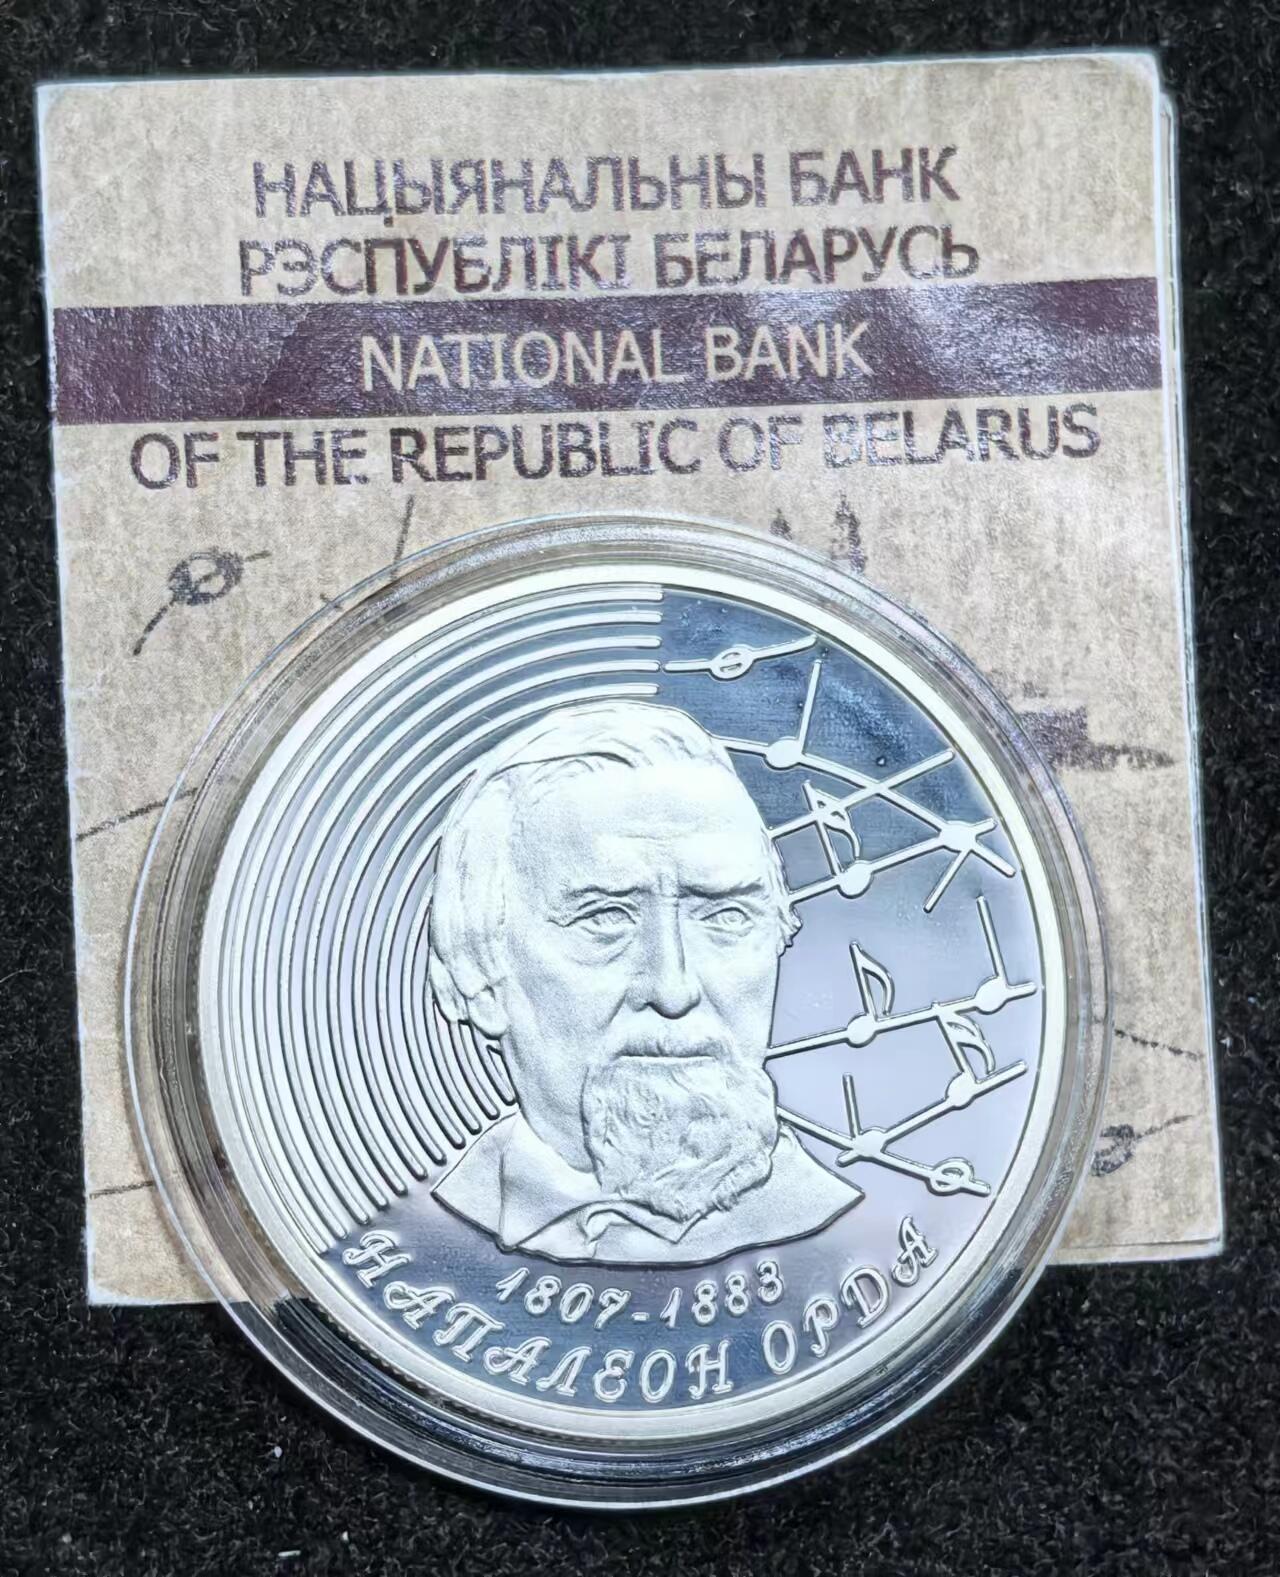 НАЦЫЯНАЛЬНЫ БАНК
РЭСПУБЛІКІ БЕЛАРУСЬ
NATIONAL BANK
OF THE REPUBLIC OF BELARUS
1807-1883
НАПАЛЕОН ОРДА